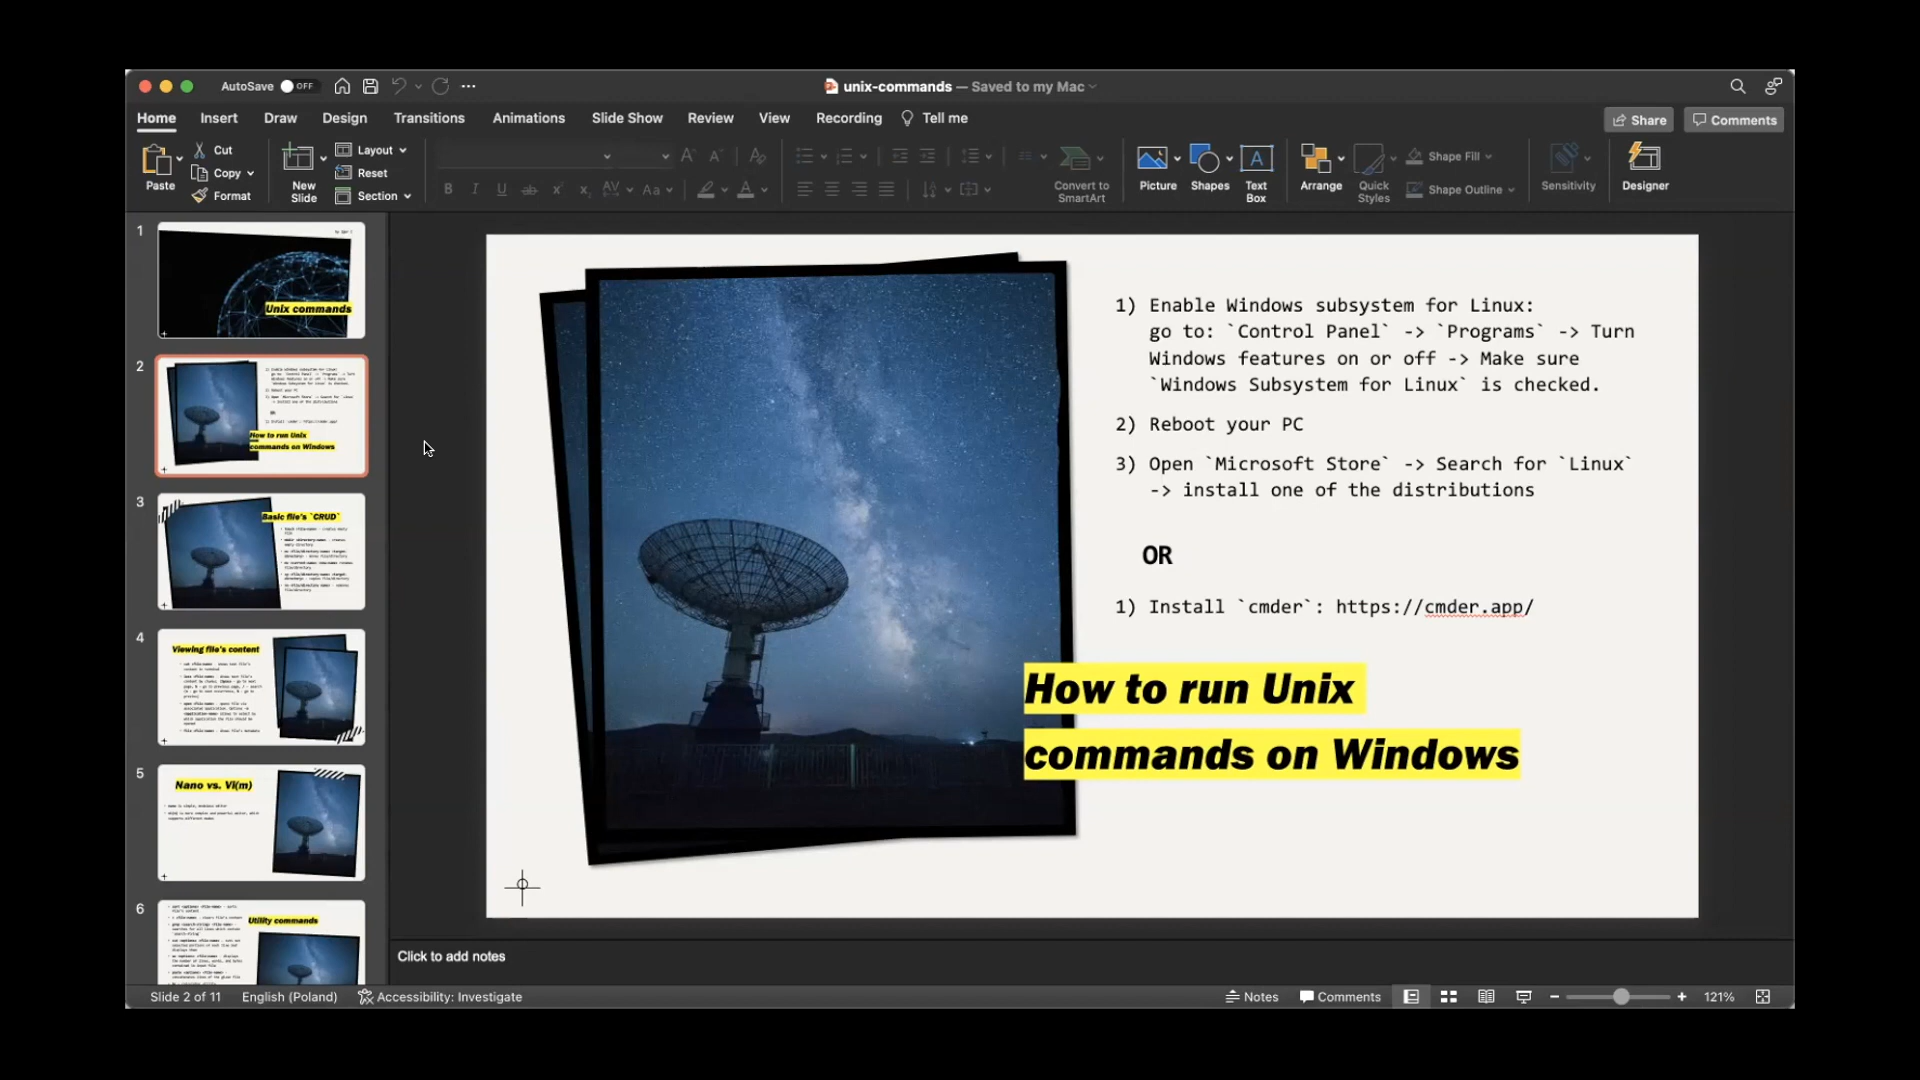 AutoSave OFF
unix-commands — Saved to my Mac
Home Insert Draw Design Transitions Animations Slide Show Review View Recording Tell me
Share Comments
Paste
Cut
Copy
Format
New Slide
Layout
Reset
Section
Convert to SmartArt
Picture
Shapes
Text Box
Arrange
Quick Styles
Shape Fill
Shape Outline
Sensitivity
Designer
1
Unix commands
2
How to run Unix
commands on Windows
3
Basic file's `CRUD`
4
Viewing file's content
5
Nano vs. Vi(m)
6
Utility commands
1) Enable Windows subsystem for Linux:
go to: `Control Panel` -> `Programs` -> Turn
Windows features on or off -> Make sure
`Windows Subsystem for Linux` is checked.
2) Reboot your PC
3) Open `Microsoft Store` -> Search for `Linux`
-> install one of the distributions
OR
1) Install `cmder`: https://cmder.app/
How to run Unix
commands on Windows
Click to add notes
Slide 2 of 11 English (Poland) Accessibility: Investigate Notes Comments 121%